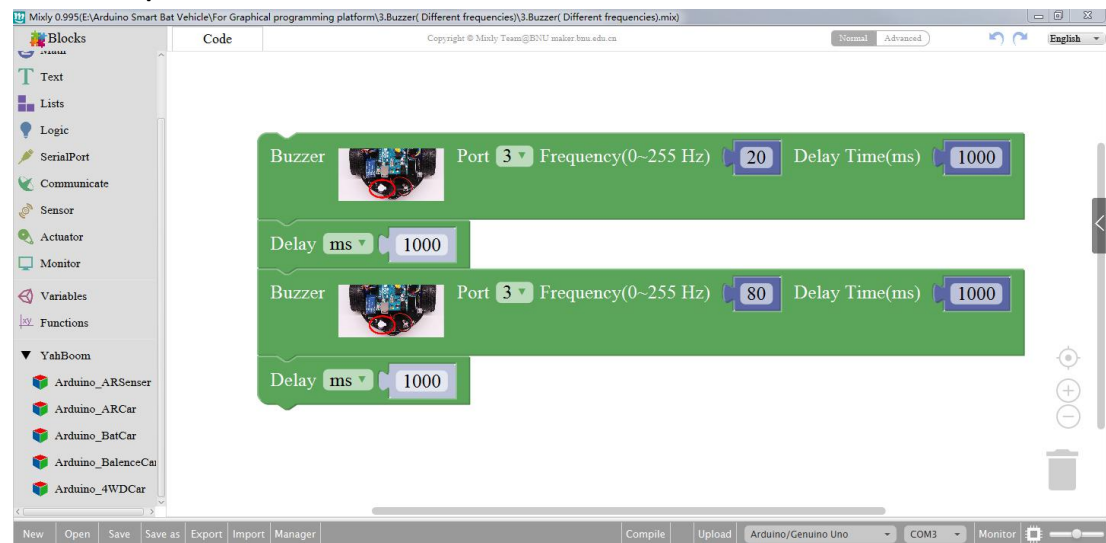 Mixly 0.995(E:\Arduino Smart Bat Vehicle\For Graphical programming platform\3.Buzzer( Different frequencies)\3.Buzzer( Different frequencies).mix)
Blocks
Code
Copyright © Mixly Team@BNU maker.bnu.edu.cn
Normal Advanced
English
Math
Text
Lists
Logic
SerialPort
Communicate
Sensor
Actuator
Monitor
Variables
xy Functions
YahBoom
Arduino_ARSenser
Arduino_ARCar
Arduino_BatCar
Arduino_BalenceCar
Arduino_4WDCar
Buzzer Port 3 Frequency(0~255 Hz) 20 Delay Time(ms) 1000
Delay ms 1000
Buzzer Port 3 Frequency(0~255 Hz) 80 Delay Time(ms) 1000
Delay ms 1000
New Open Save Save as Export Import Manager Compile Upload Arduino/Genuino Uno COM3 Monitor